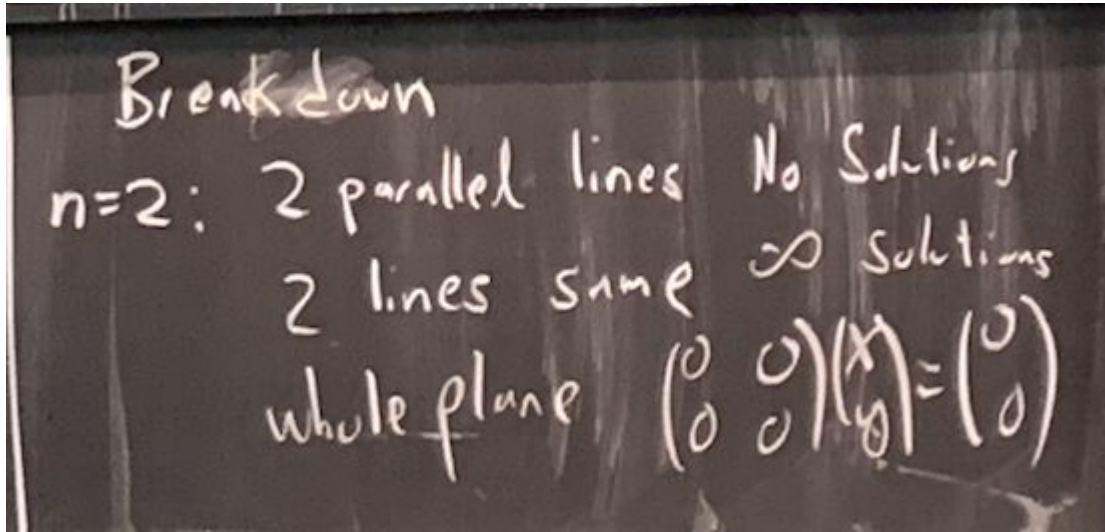 Breakdown
n=2: 2 parallel lines No Solutions
2 lines same ∞ Solutions
whole plane (0 0; 0 0)(x; y)=(0; 0)